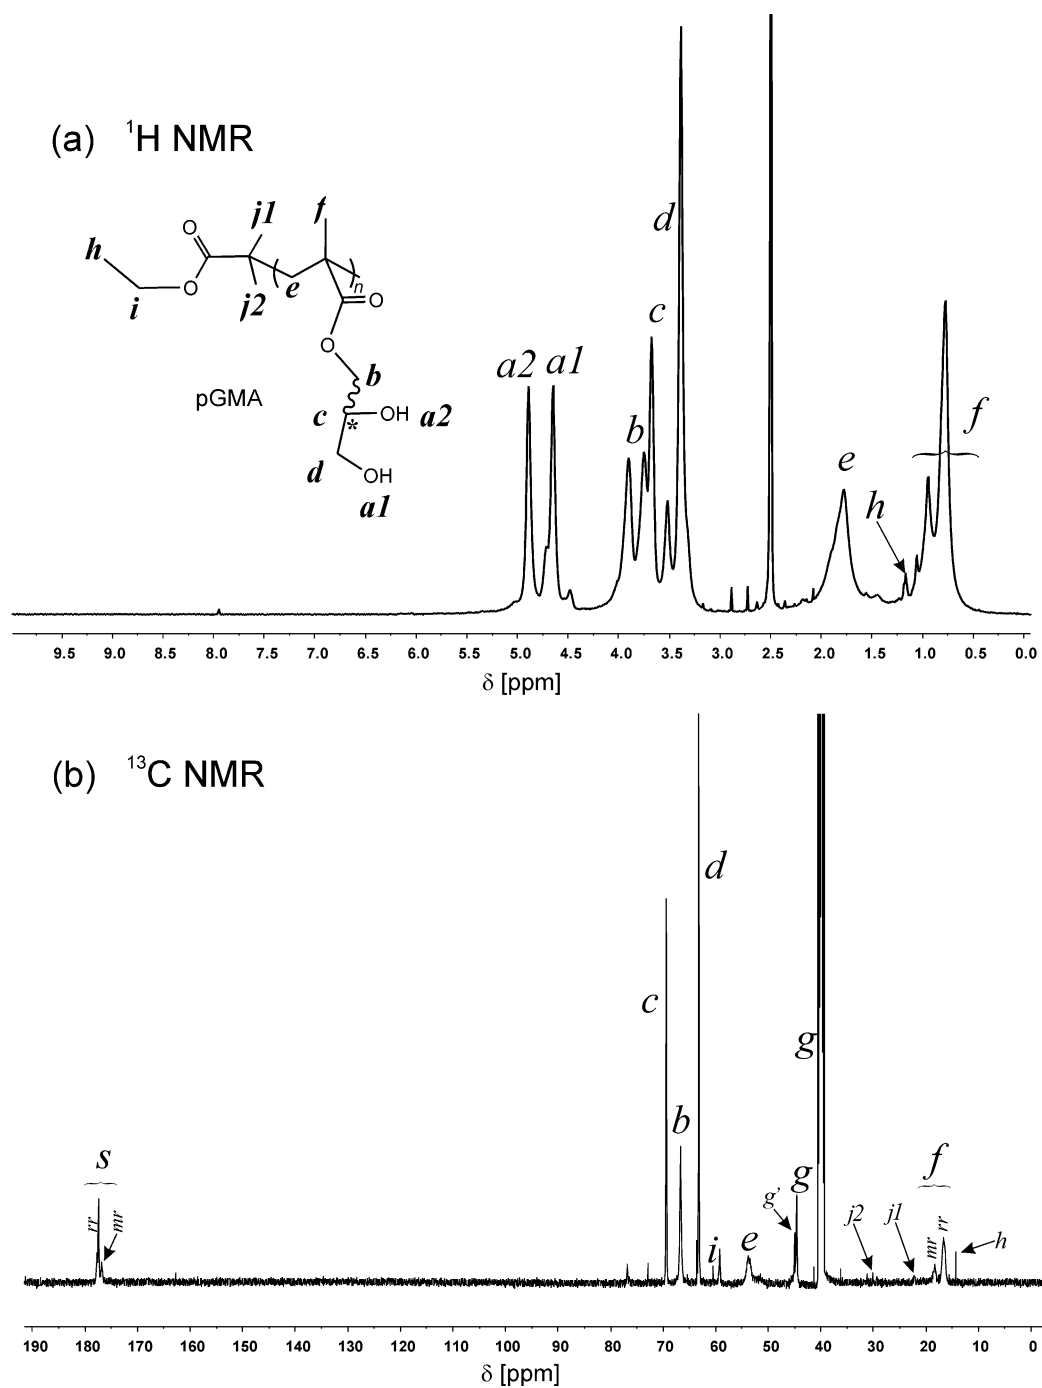 (a) ¹H NMR
O
j1
f
h
O
i
j2
(
e
)n
O
O
b
pGMA
c
*
OH
a2
d
OH
a1
a2
a1
b
c
d
e
h
f
9.5 9.0 8.5 8.0 7.5 7.0 6.5 6.0 5.5 5.0 4.5 4.0 3.5 3.0 2.5 2.0 1.5 1.0 0.5 0.0
δ [ppm]
(b) ¹³C NMR
s
rr
mr
c
b
d
i
e
g'
g
g
j2
j1
f
mr
rr
h
190 180 170 160 150 140 130 120 110 100 90 80 70 60 50 40 30 20 10 0
δ [ppm]